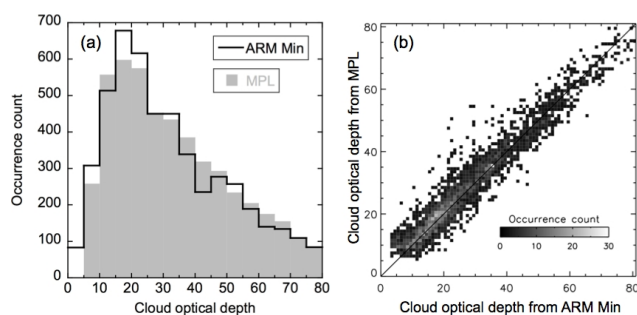 (a)
ARM Min
MPL
Occurrence count
700
600
500
400
300
200
100
0
0 10 20 30 40 50 60 70 80
Cloud optical depth
(b)
Cloud optical depth from MPL
80
60
40
20
0
Occurrence count
0 10 20 30
0 20 40 60 80
Cloud optical depth from ARM Min